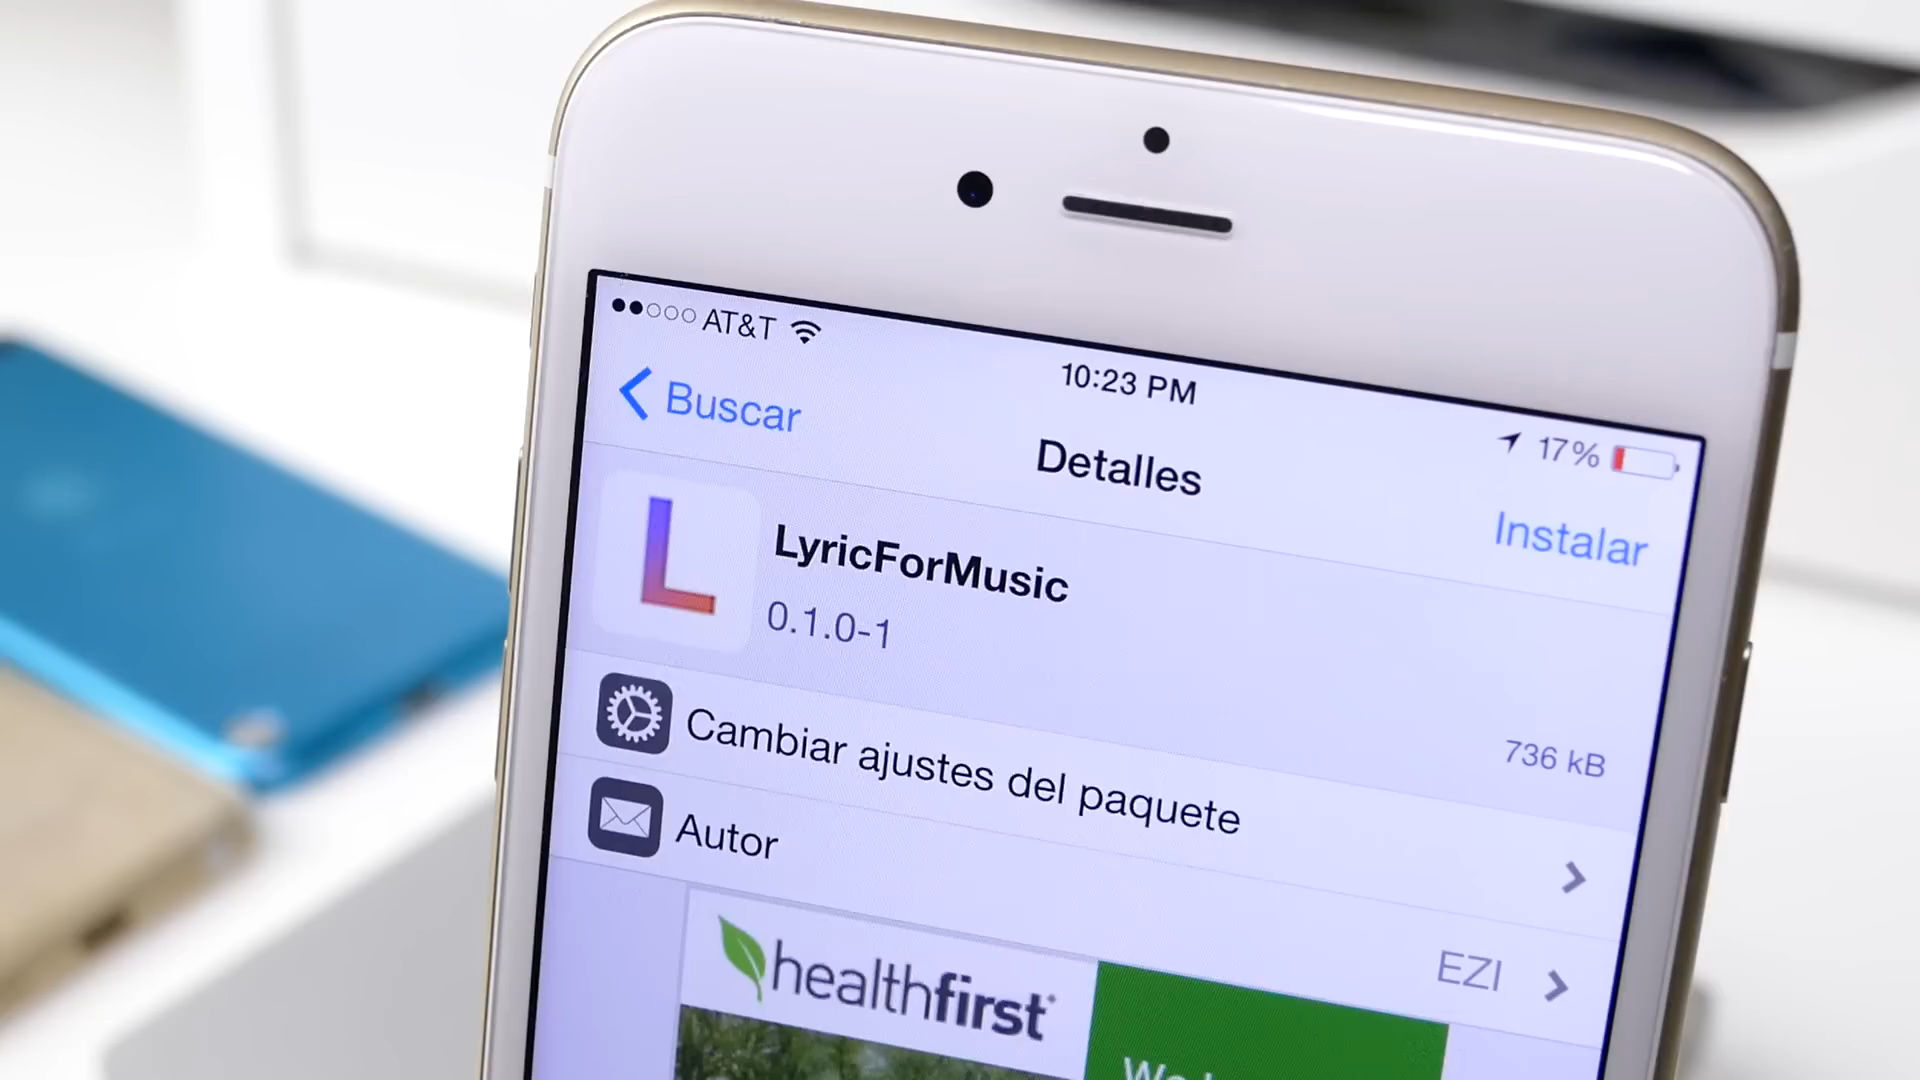 AT&T
10:23 PM
17%
Buscar
Detalles
Instalar
L
LyricForMusic
0.1.0-1
736 kB
Cambiar ajustes del paquete
Autor
EZI
healthfirst